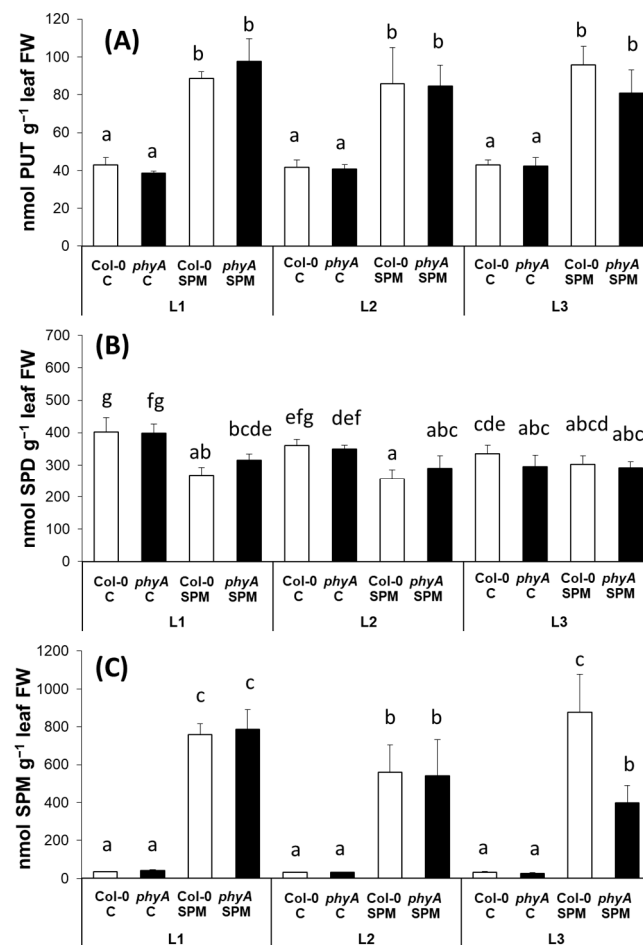 (A)
nmol PUT g⁻¹ leaf FW
120
100
80
60
40
20
0
a a b b a a b b a a b b
Col-0 phyA Col-0 phyA Col-0 phyA Col-0 phyA Col-0 phyA Col-0 phyA
C C SPM SPM C C SPM SPM C C SPM SPM
L1 L2 L3
(B)
nmol SPD g⁻¹ leaf FW
700
600
500
400
300
200
100
0
g fg ab bcde efg def a abc cde abc abcd abc
Col-0 phyA Col-0 phyA Col-0 phyA Col-0 phyA Col-0 phyA Col-0 phyA
C C SPM SPM C C SPM SPM C C SPM SPM
L1 L2 L3
(C)
nmol SPM g⁻¹ leaf FW
1200
1000
800
600
400
200
0
a a c c a a b b a a c b
Col-0 phyA Col-0 phyA Col-0 phyA Col-0 phyA Col-0 phyA Col-0 phyA
C C SPM SPM C C SPM SPM C C SPM SPM
L1 L2 L3